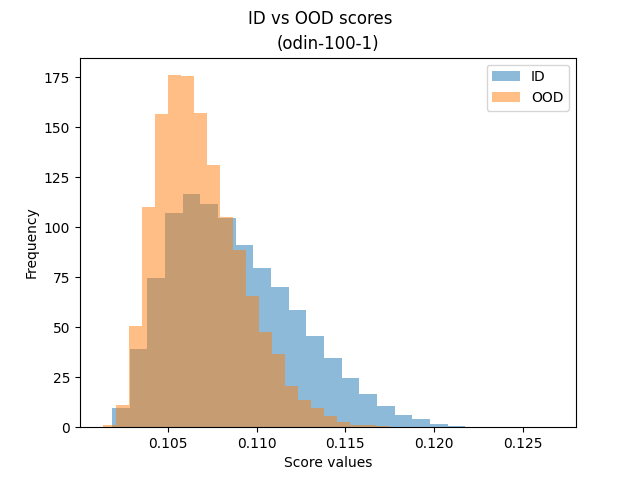 ID vs OOD scores
(odin-100-1)
ID
OOD
175
150
125
100
75
50
25
0
Frequency
0.105 0.110 0.115 0.120 0.125
Score values